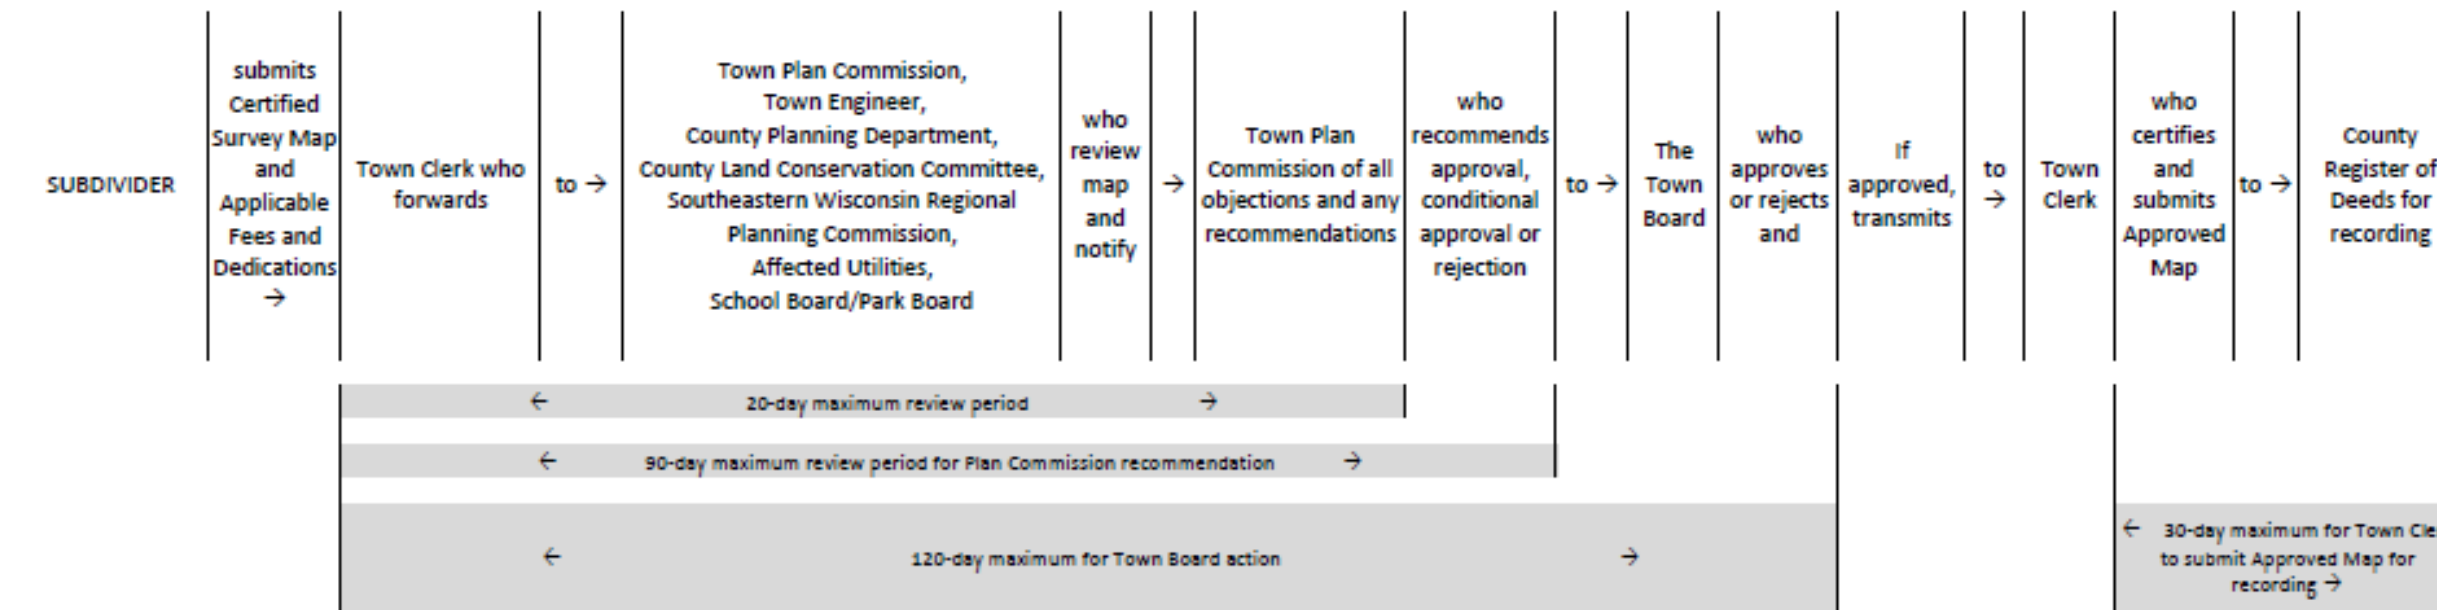 SUBDIVIDER
submits
Certified
Survey Map
and
Applicable
Fees and
Dedications
→
Town Clerk who
forwards
to →
Town Plan Commission,
Town Engineer,
County Planning Department,
County Land Conservation Committee,
Southeastern Wisconsin Regional
Planning Commission,
Affected Utilities,
School Board/Park Board
who
review
map
and
notify
→
Town Plan
Commission of all
objections and any
recommendations
who
recommends
approval,
conditional
approval or
rejection
to →
The
Town
Board
who
approves
or rejects
and
If
approved,
transmits
to
→
Town
Clerk
who
certifies
and
submits
Approved
Map
to →
County
Register of
Deeds for
recording
← 20-day maximum review period →
← 90-day maximum review period for Plan Commission recommendation →
← 120-day maximum for Town Board action →
← 30-day maximum for Town Cle
to submit Approved Map for
recording →